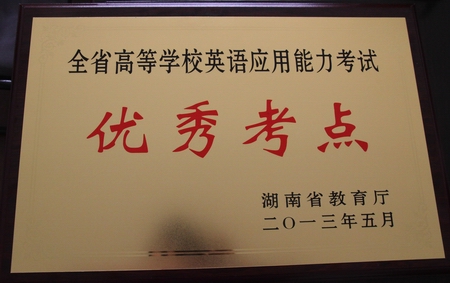 全省高等学校英语应用能力考试
优秀考点
湖南省教育厅
二〇一三年五月